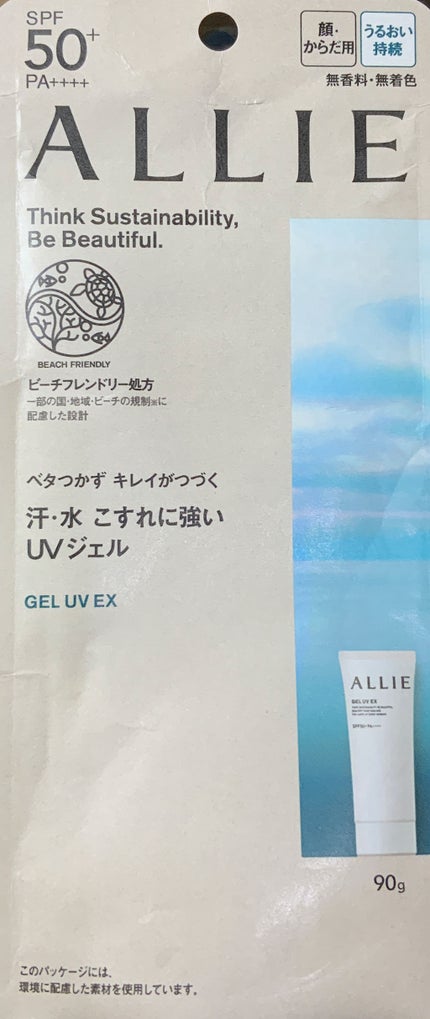 SPF
50+
PA++++
顔・
からだ用
うるおい
持続
無香料・無着色
ALLIE
Think Sustainability,
Be Beautiful.
BEACH FRIENDLY
ビーチフレンドリー処方
一部の国・地域・ビーチの規制※に
配慮した設計
ベタつかず キレイがつづく
汗・水 こすれに強い
UVジェル
GEL UV EX
ALLIE
GEL UV EX
90g
このパッケージには、
環境に配慮した素材を使用しています。